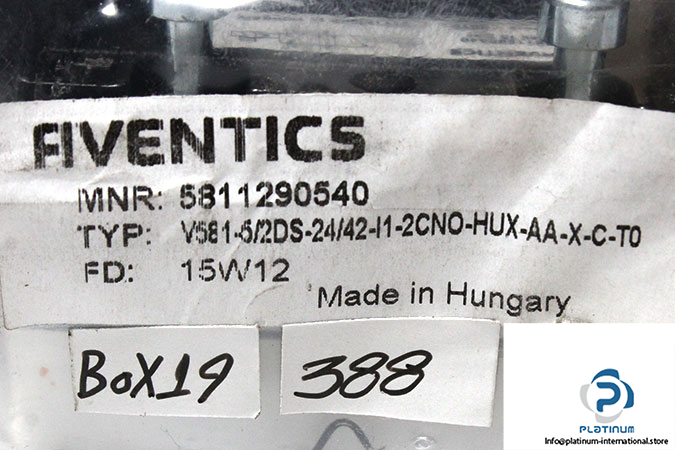 AVENTICS
MNR: 5811290540
TYP: V581-5/2DS-24/42-I1-2CNO-HUX-AA-X-C-T0
FD: 15W12
Made in Hungary
BOX19
388
PLATINUM
Info@platinum-international.store